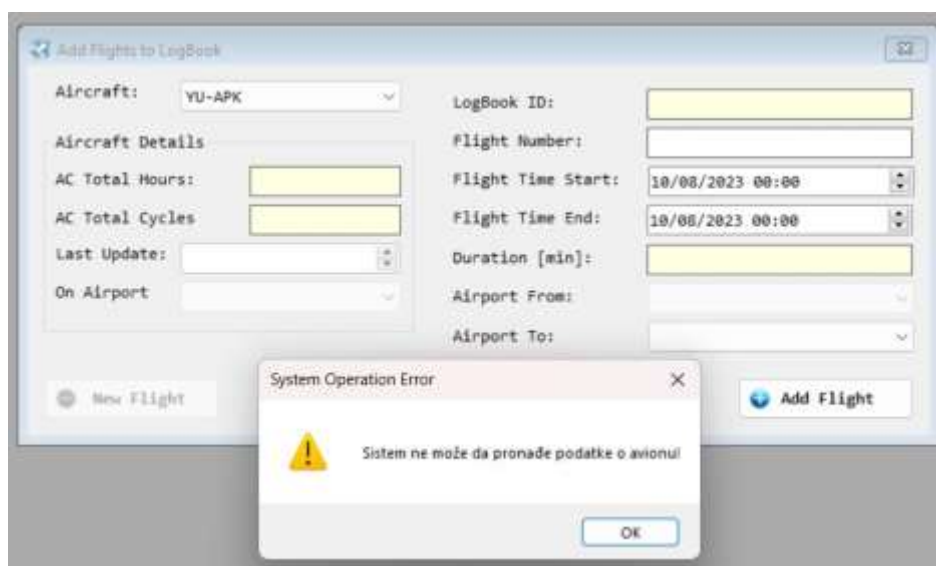 Add Flights to LogBook
Aircraft: YU-APK
LogBook ID:
Aircraft Details
Flight Number:
AC Total Hours:
Flight Time Start: 10/08/2023 00:00
AC Total Cycles
Flight Time End: 10/08/2023 00:00
Last Update:
Duration [min]:
On Airport
Airport From:
Airport To:
New Flight
System Operation Error
Add Flight
Sistem ne može da pronađe podatke o avionu!
OK